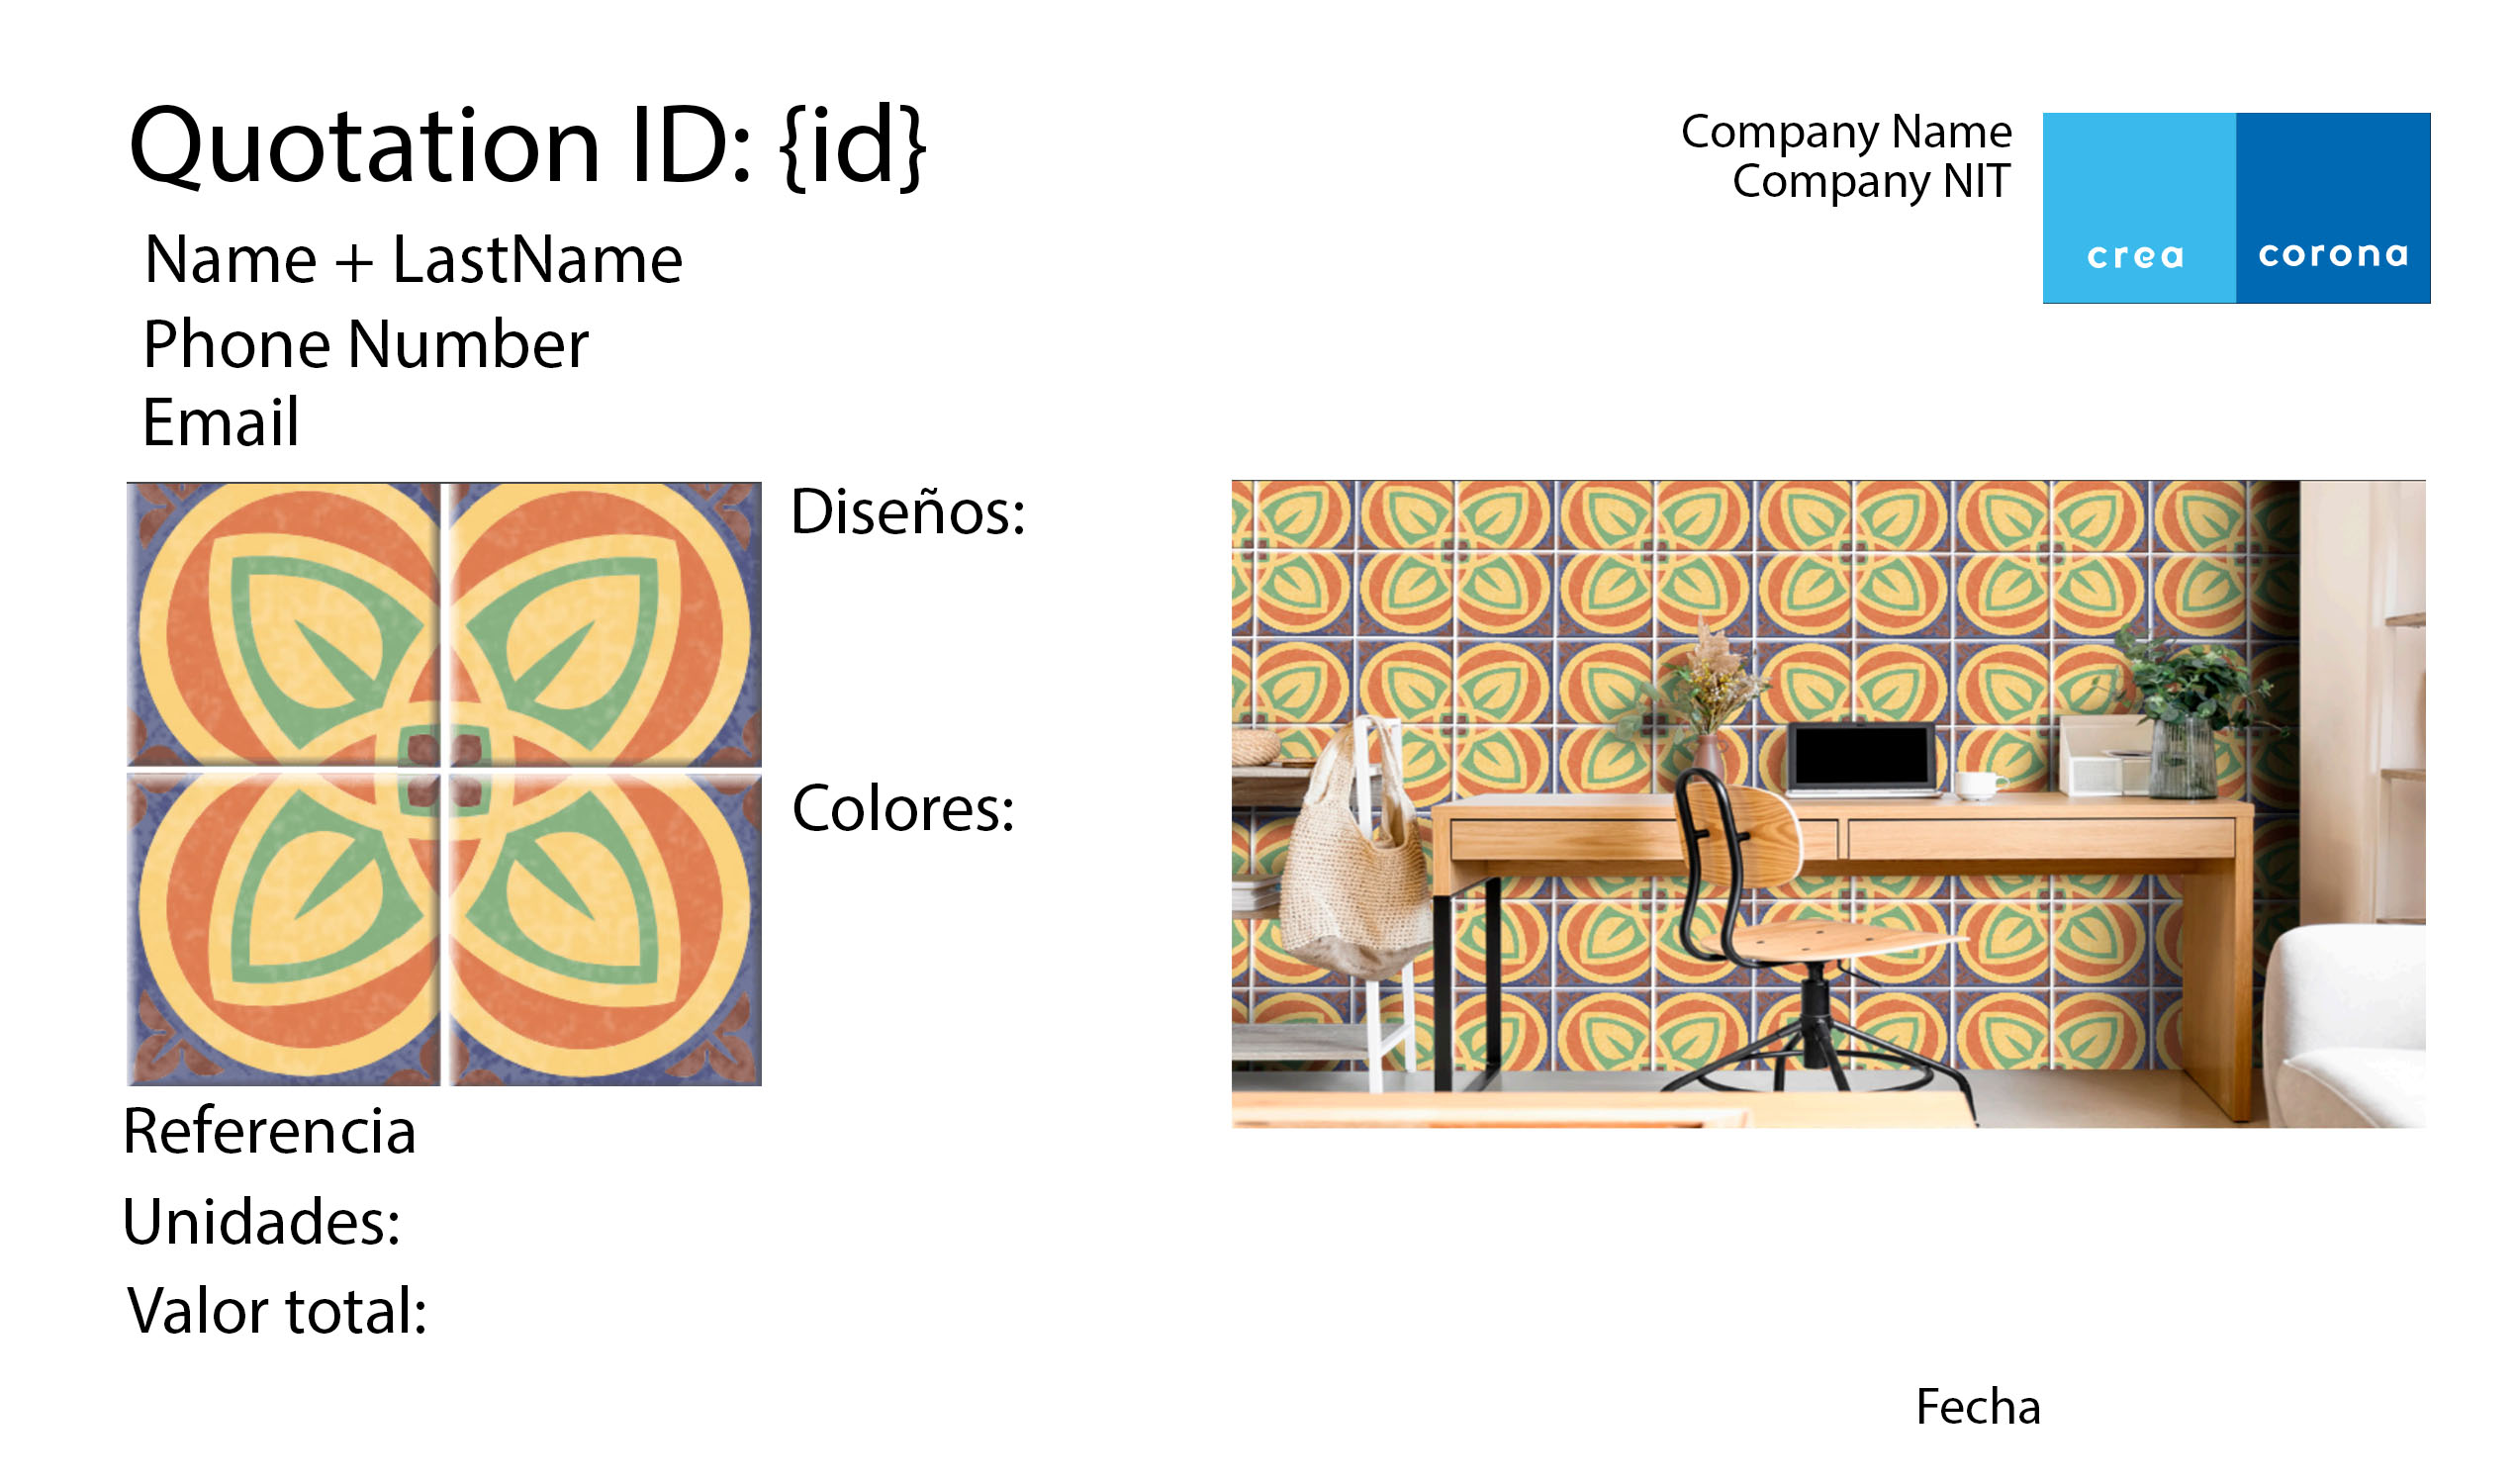 Quotation ID: {id}
Name + LastName
Phone Number
Email
Company Name
Company NIT
crea
corona
Diseños:
Colores:
Referencia
Unidades:
Valor total:
Fecha